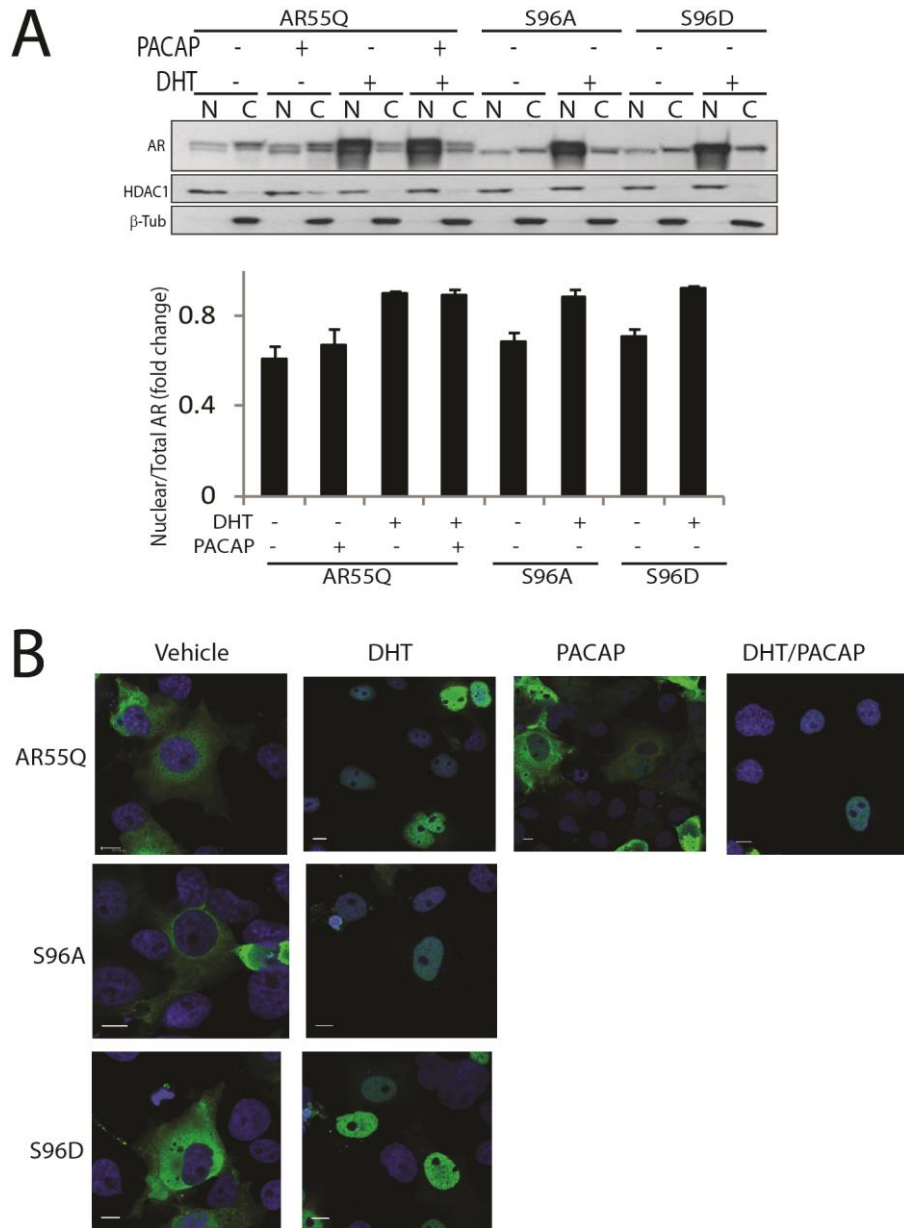 A
AR55Q S96A S96D
PACAP - + - + - - - -
DHT - - + + - + - +
N C N C N C N C N C N C N C N C
AR
HDAC1
β-Tub
Nuclear/Total AR (fold change)
0.8
0.4
0
DHT - - + + - + - +
PACAP - + - + - - - -
AR55Q S96A S96D
B
Vehicle DHT PACAP DHT/PACAP
AR55Q
S96A
S96D